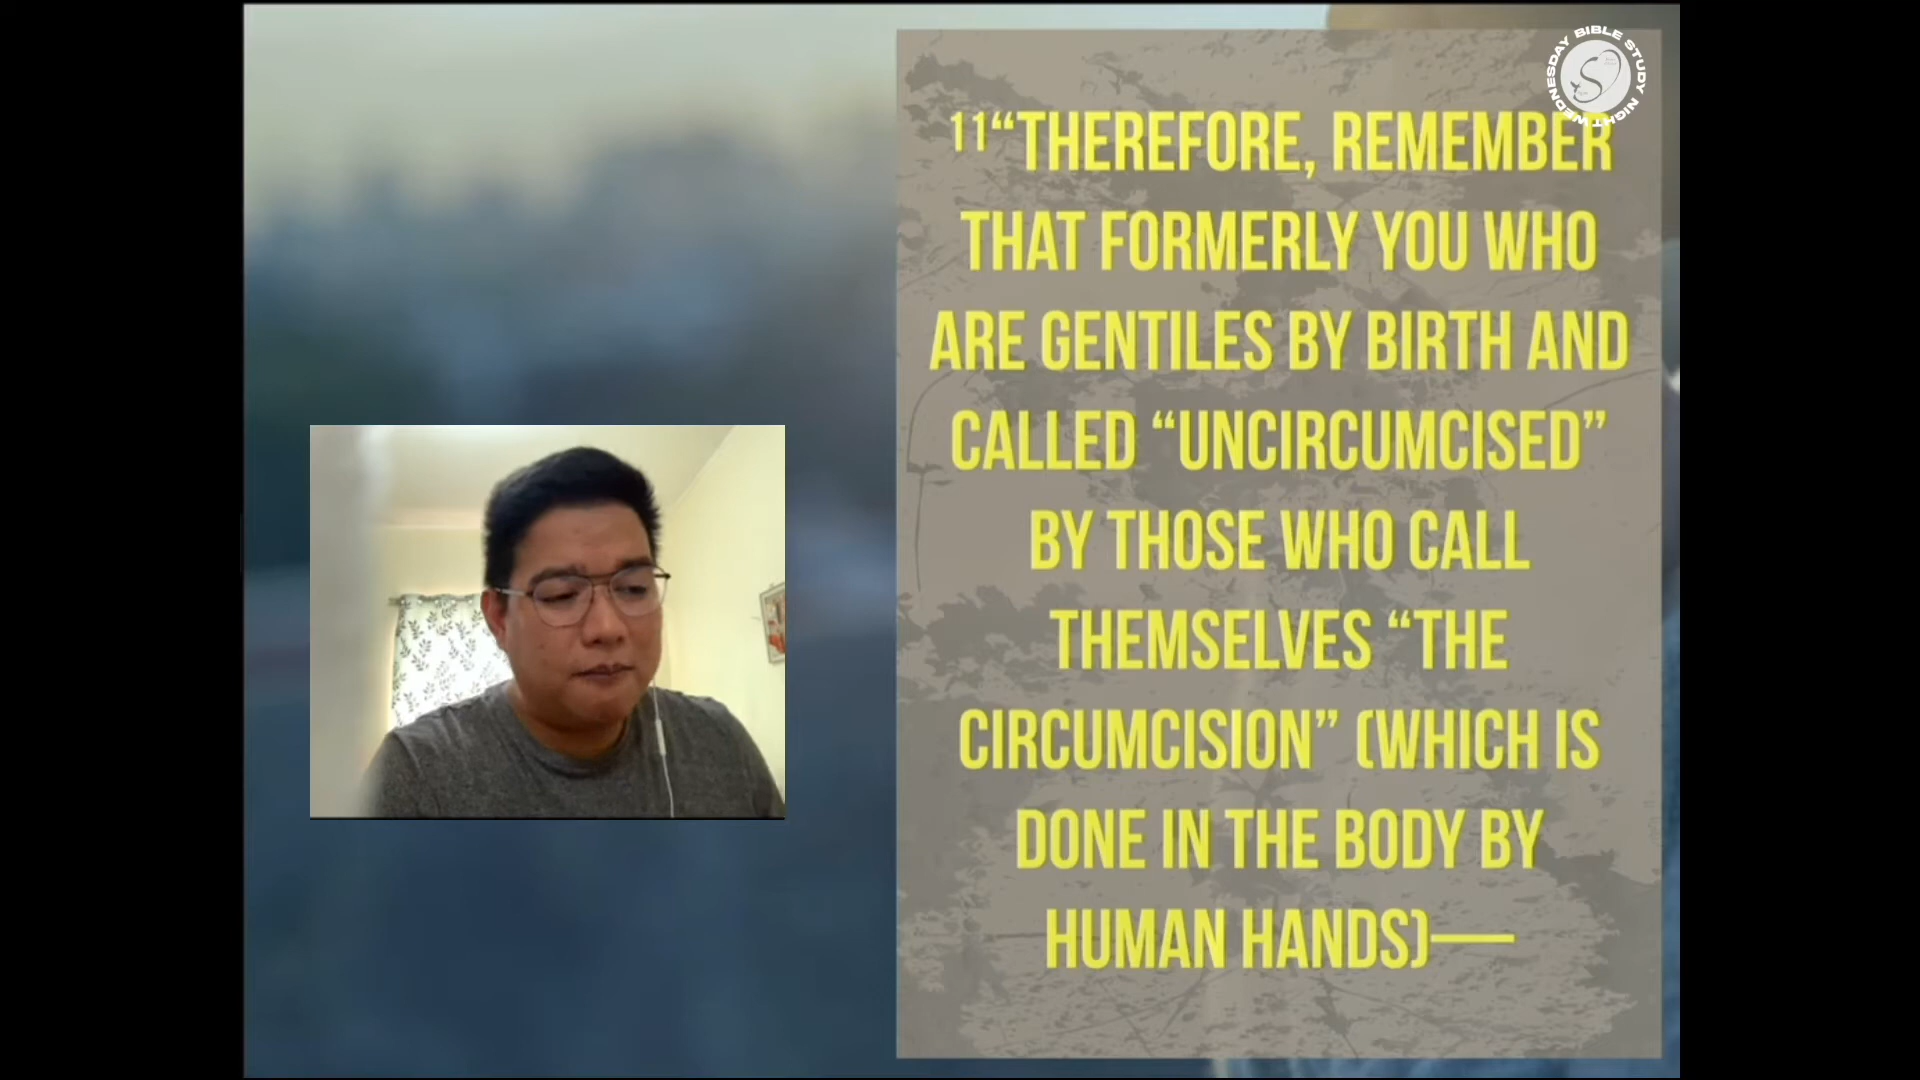 WEDNESDAY BIBLE STUDY NIGHT
S
11“THEREFORE, REMEMBER
THAT FORMERLY YOU WHO
ARE GENTILES BY BIRTH AND
CALLED “UNCIRCUMCISED”
BY THOSE WHO CALL
THEMSELVES “THE
CIRCUMCISION” (WHICH IS
DONE IN THE BODY BY
HUMAN HANDS)—